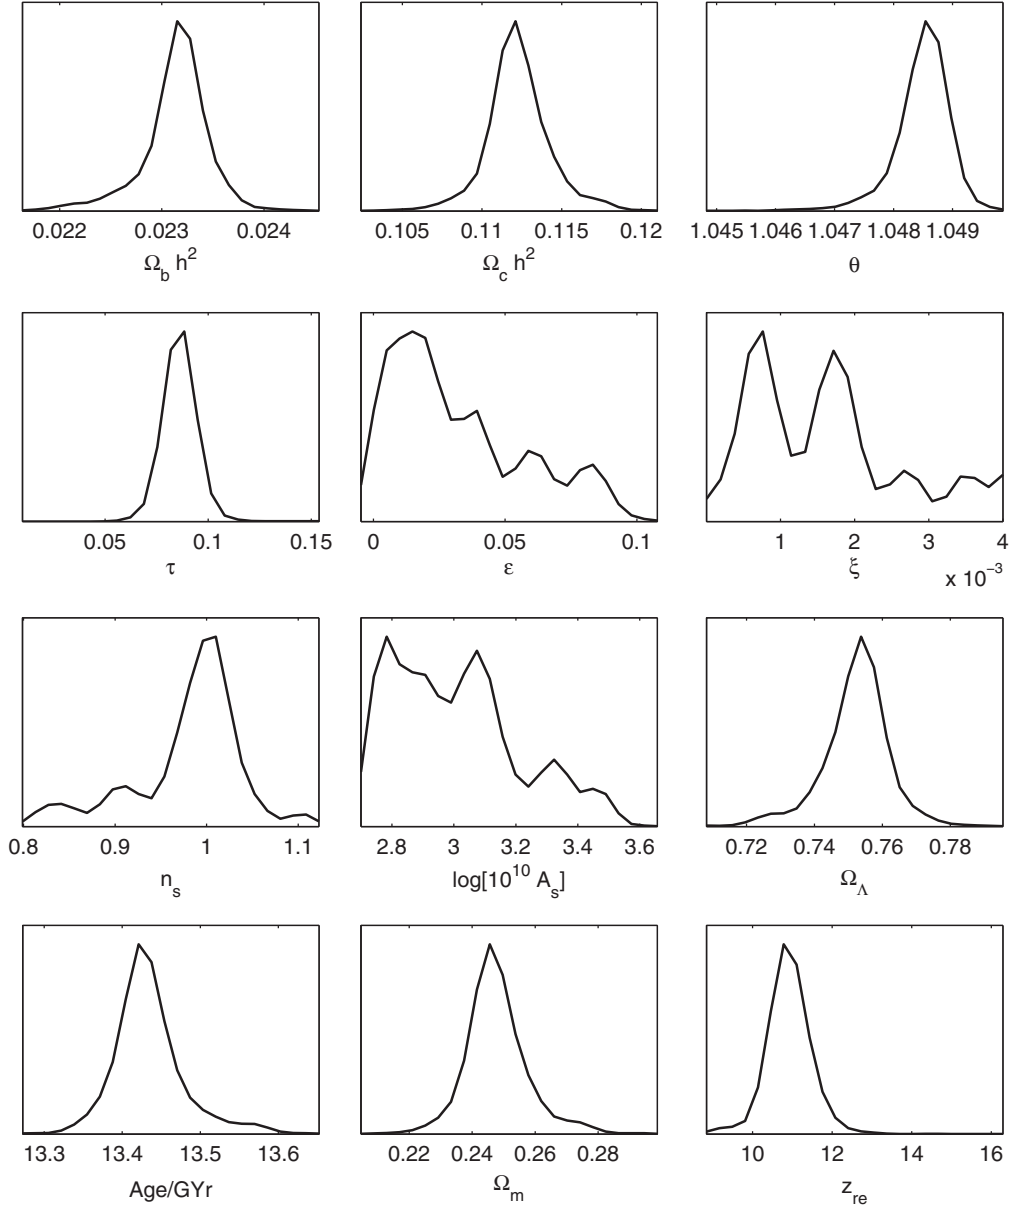 0.022 0.023 0.024 0.105 0.11 0.115 0.12 1.045 1.046 1.047 1.048 1.049
Ω_b h² Ω_c h² θ
0.05 0.1 0.15 0 0.05 0.1 1 2 3 4
τ ε ξ x 10⁻³
0.8 0.9 1 1.1 2.8 3 3.2 3.4 3.6 0.72 0.74 0.76 0.78
n_s log[10¹⁰ A_s] Ω_Λ
13.3 13.4 13.5 13.6 0.22 0.24 0.26 0.28 10 12 14 16
Age/GYr Ω_m z_re